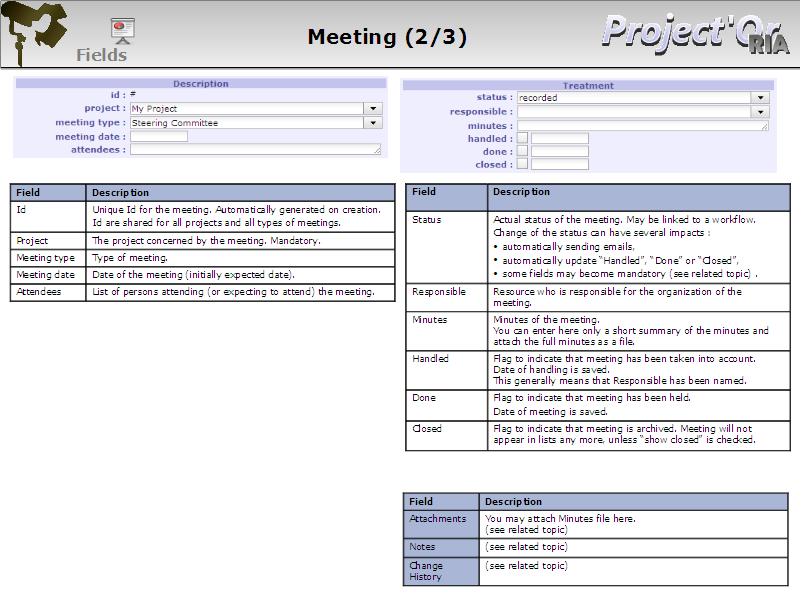 Fields
Meeting (2/3)
Project'Or
RIA
Description
id : #
project : My Project
meeting type : Steering Committee
meeting date :
attendees :
Treatment
status : recorded
responsible :
minutes :
handled :
done :
closed :
Field Description
Id Unique Id for the meeting. Automatically generated on creation.
Id are shared for all projects and all types of meetings.
Project The project concerned by the meeting. Mandatory.
Meeting type Type of meeting.
Meeting date Date of the meeting (initially expected date).
Attendees List of persons attending (or expecting to attend) the meeting.
Field Description
Status Actual status of the meeting. May be linked to a workflow.
Change of the status can have several impacts :
• automatically sending emails,
• automatically update “Handled”, “Done” or “Closed”,
• some fields may become mandatory (see related topic) .
Responsible Resource who is responsible for the organization of the
meeting.
Minutes Minutes of the meeting.
You can enter here only a short summary of the minutes and
attach the full minutes as a file.
Handled Flag to indicate that meeting has been taken into account.
Date of handling is saved.
This generally means that Responsible has been named.
Done Flag to indicate that meeting has been held.
Date of meeting is saved.
Closed Flag to indicate that meeting is archived. Meeting will not
appear in lists any more, unless “show closed” is checked.
Field Description
Attachments You may attach Minutes file here.
(see related topic)
Notes (see related topic)
Change (see related topic)
History